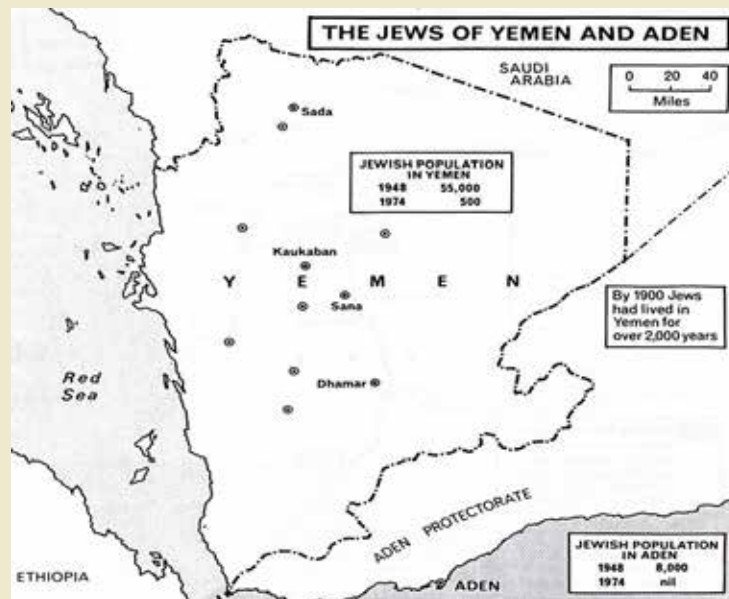 THE JEWS OF YEMEN AND ADEN
SAUDI
ARABIA
0 20 40
Miles
Sada
JEWISH POPULATION
IN YEMEN
1948 55,000
1974 500
Kaukaban
Y E M E N
Sana
By 1900 Jews
had lived in
Yemen for
over 2,000 years
Red
Sea
Dhamar
ADEN PROTECTORATE
JEWISH POPULATION
IN ADEN
1948 8,000
1974 nil
ETHIOPIA
ADEN